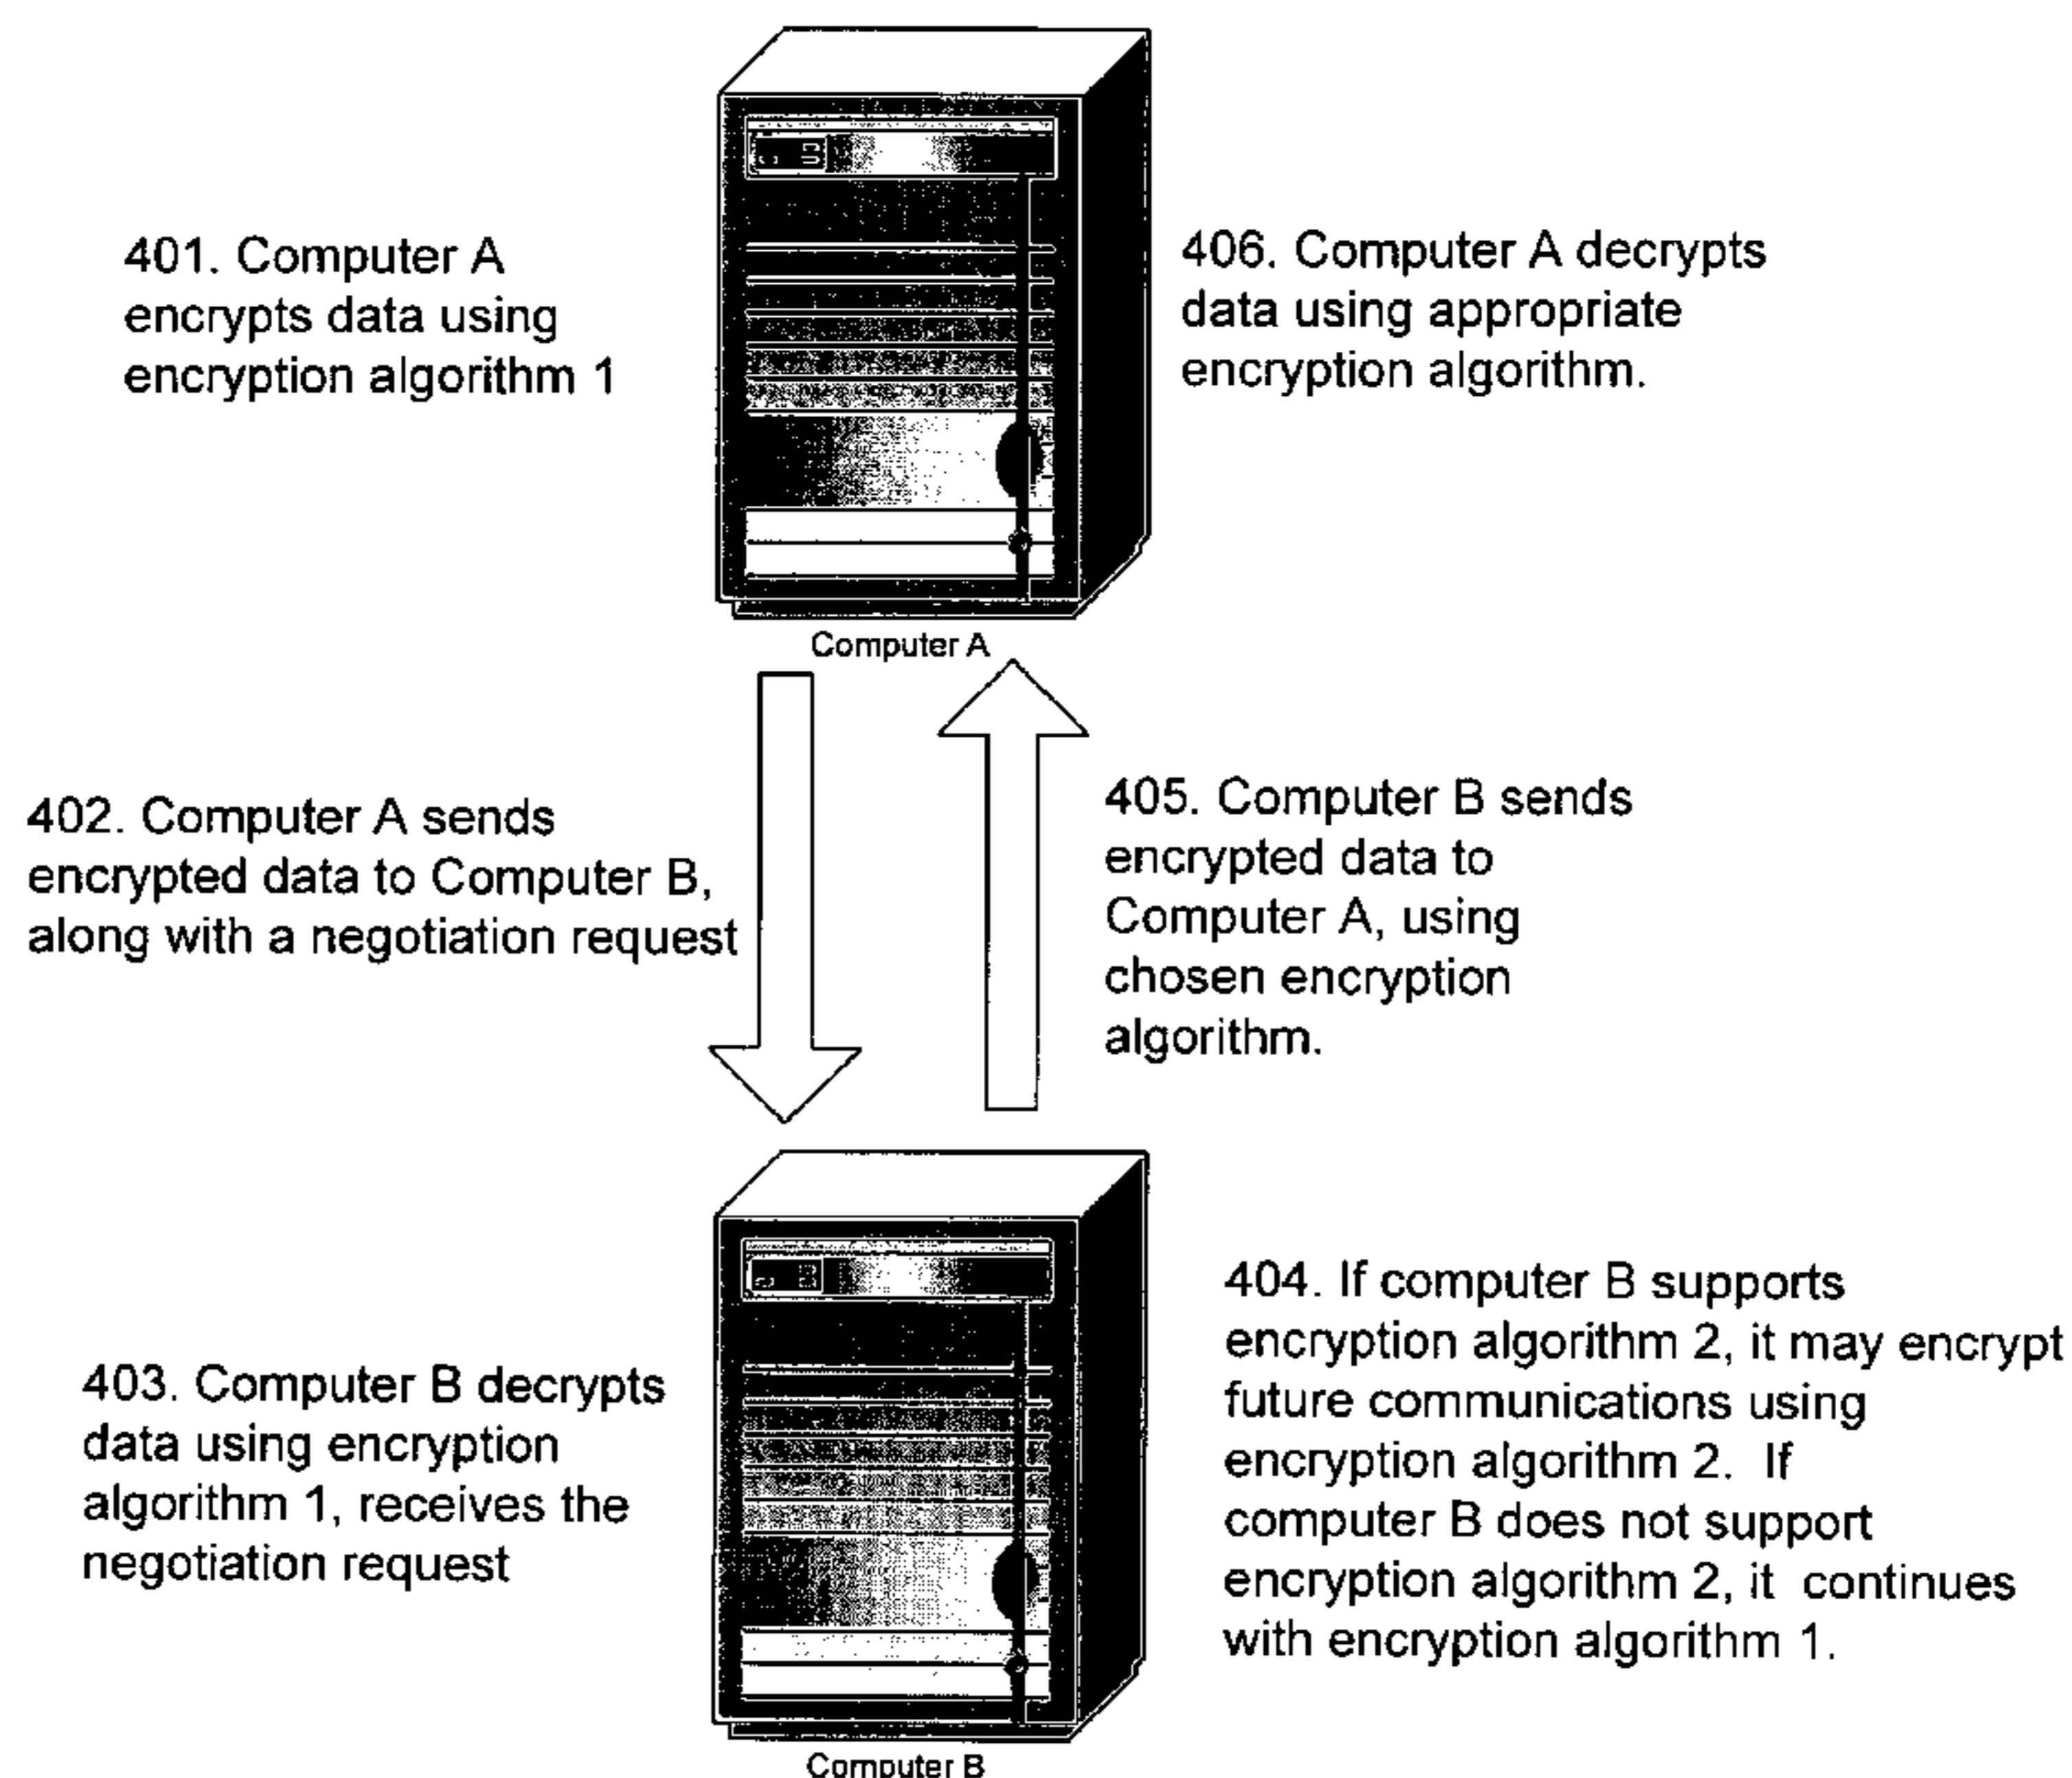 401. Computer A
encrypts data using
encryption algorithm 1
406. Computer A decrypts
data using appropriate
encryption algorithm.
Computer A
402. Computer A sends
encrypted data to Computer B,
along with a negotiation request
405. Computer B sends
encrypted data to
Computer A, using
chosen encryption
algorithm.
403. Computer B decrypts
data using encryption
algorithm 1, receives the
negotiation request
404. If computer B supports
encryption algorithm 2, it may encrypt
future communications using
encryption algorithm 2. If
computer B does not support
encryption algorithm 2, it continues
with encryption algorithm 1.
Computer B